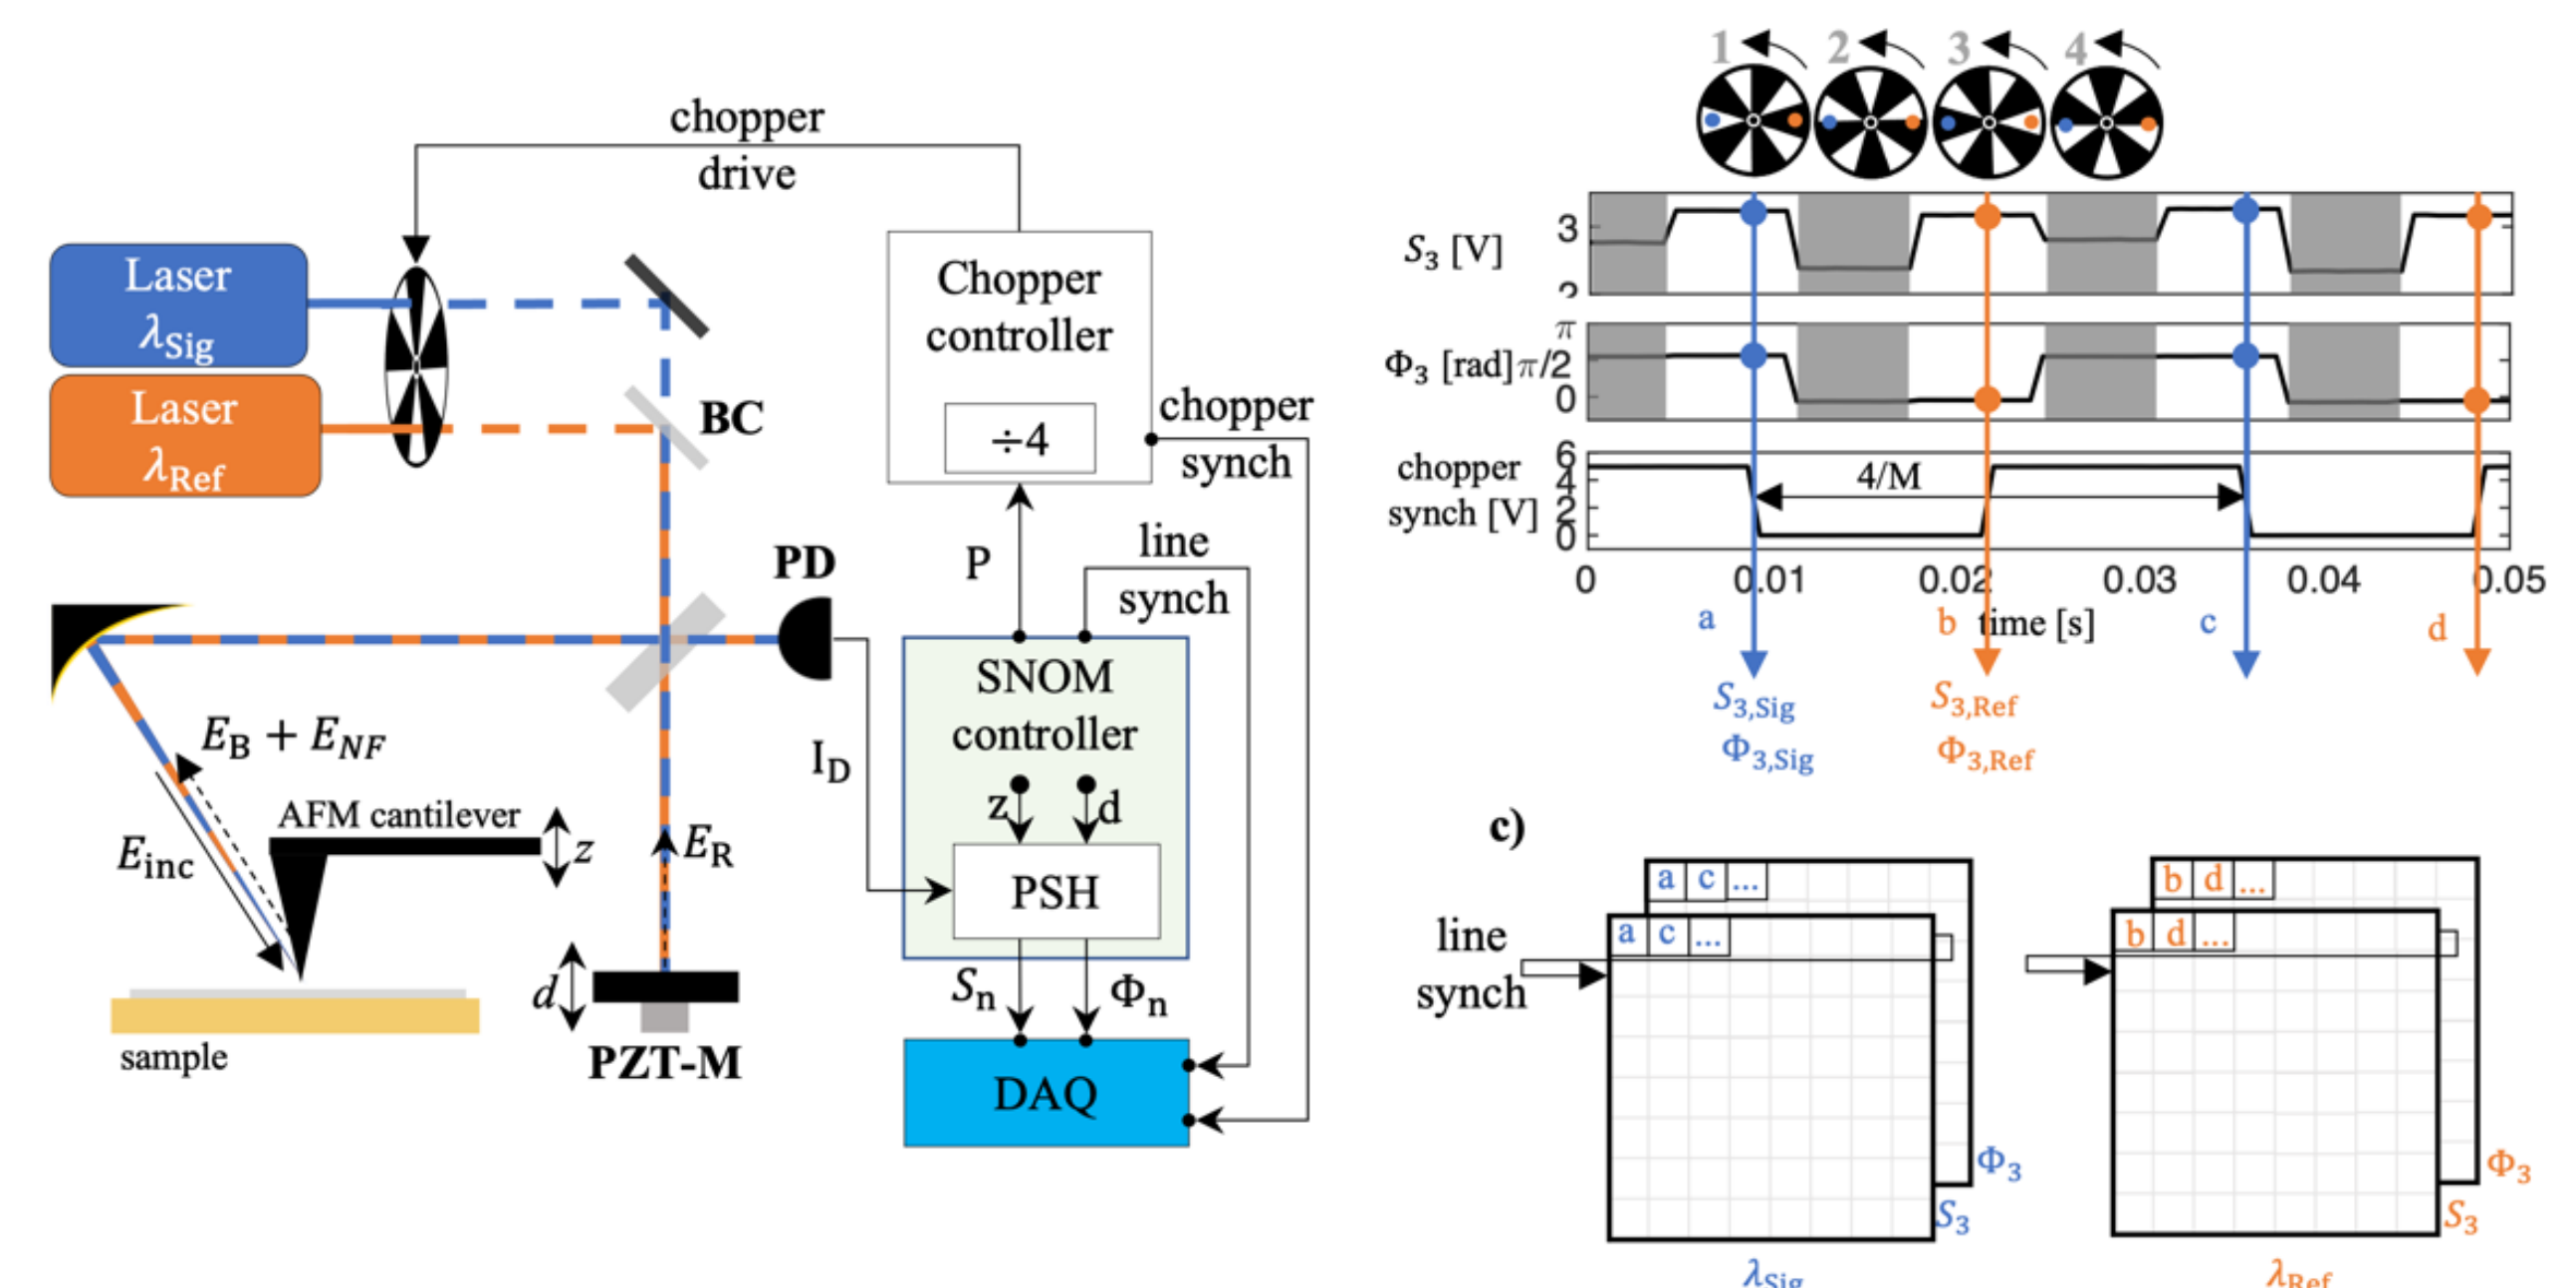 chopper
drive
Laser
λSig
Laser
λRef
BC
Chopper
controller
÷4
chopper
synch
P
line
synch
PD
SNOM
controller
z
d
PSH
ID
Sn
Φn
DAQ
EB + ENF
Einc
AFM cantilever
z
ER
d
sample
PZT-M
1 2 3 4
S3 [V]
3
2
Φ3 [rad]
π
π/2
0
chopper
synch [V]
6
4
2
0
4/M
0 0.01 0.02 0.03 0.04 0.05
time [s]
a b c d
S3,Sig
Φ3,Sig
S3,Ref
Φ3,Ref
c)
line
synch
a c ...
a c ...
Φ3
S3
λSig
b d ...
b d ...
Φ3
S3
λRef